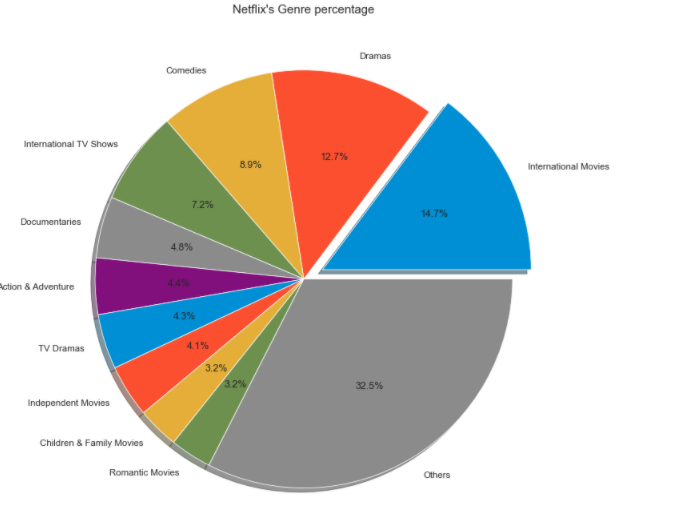 Netflix's Genre percentage
Dramas
Comedies
International TV Shows
International Movies
12.7%
8.9%
14.7%
7.2%
Documentaries
4.8%
Action & Adventure
4.4%
4.3%
TV Dramas
4.1%
3.2%
3.2%
32.5%
Independent Movies
Children & Family Movies
Romantic Movies
Others